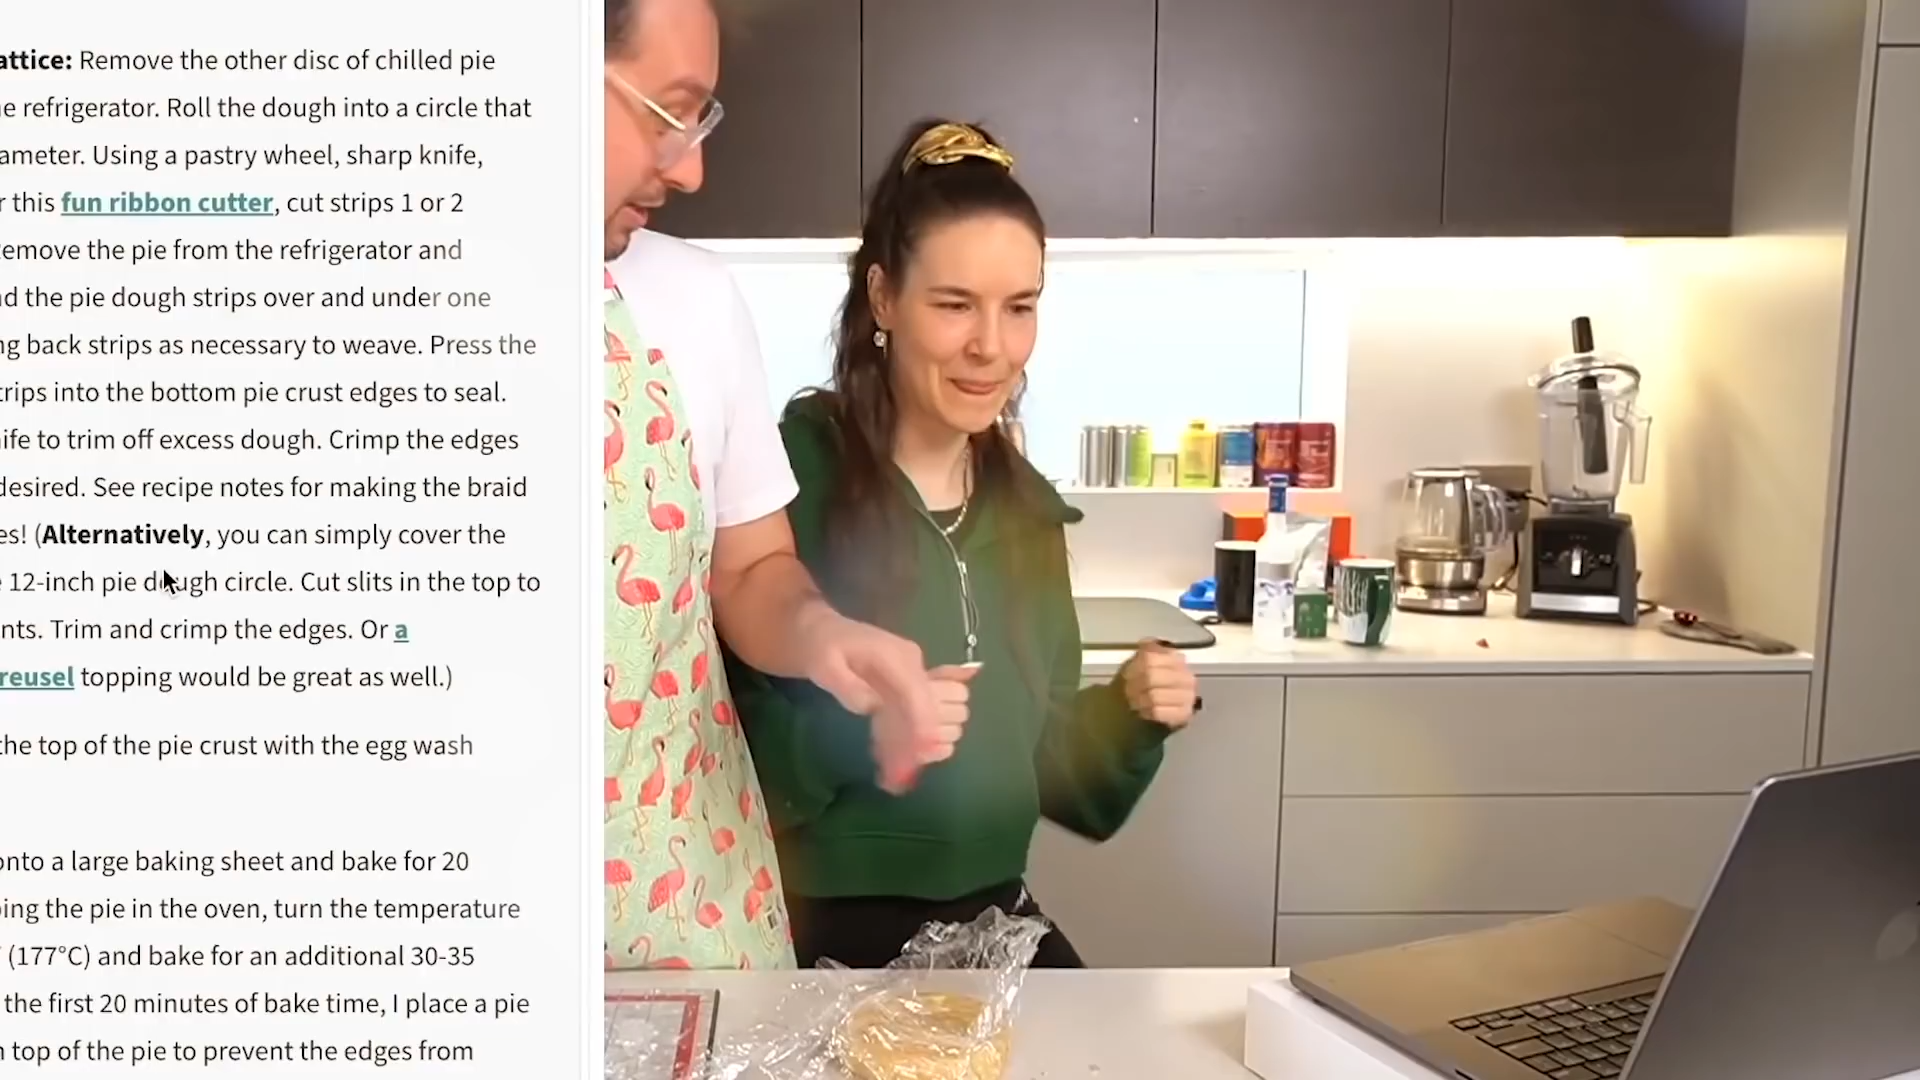 attice: Remove the other disc of chilled pie
e refrigerator. Roll the dough into a circle that
ameter. Using a pastry wheel, sharp knife,
r this fun ribbon cutter, cut strips 1 or 2
emove the pie from the refrigerator and
d the pie dough strips over and under one
ng back strips as necessary to weave. Press the
trips into the bottom pie crust edges to seal.
ife to trim off excess dough. Crimp the edges
desired. See recipe notes for making the braid
es! (Alternatively, you can simply cover the
e 12-inch pie dough circle. Cut slits in the top to
nts. Trim and crimp the edges. Or a
reusel topping would be great as well.)
the top of the pie crust with the egg wash
onto a large baking sheet and bake for 20
ping the pie in the oven, turn the temperature
(177°C) and bake for an additional 30-35
the first 20 minutes of bake time, I place a pie
n top of the pie to prevent the edges from